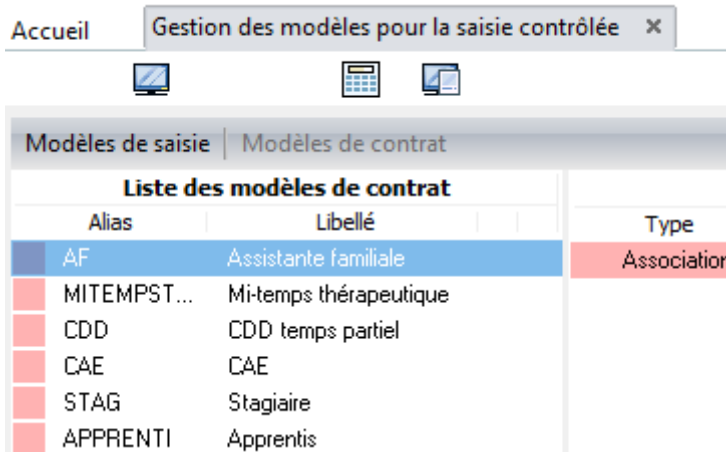 Accueil Gestion des modèles pour la saisie contrôlée
Modèles de saisie Modèles de contrat
Liste des modèles de contrat
Alias Libellé Type
AF Assistante familiale Association
MITEMPST... Mi-temps thérapeutique
CDD CDD temps partiel
CAE CAE
STAG Stagiaire
APPRENTI Apprentis